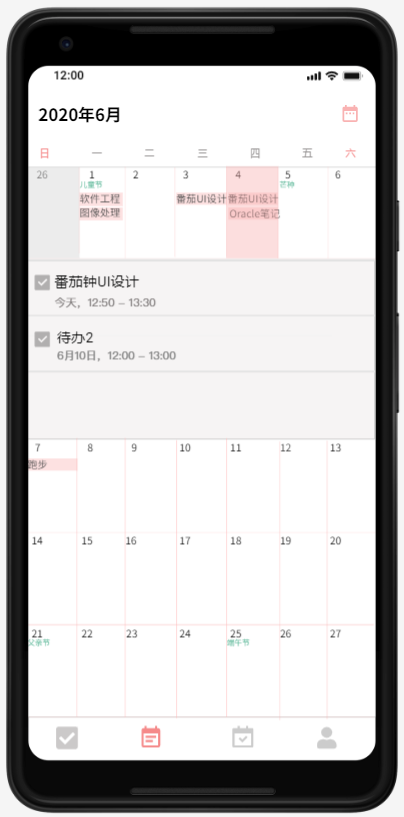 12:00
2020年6月
日 一 二 三 四 五 六
26 1 2 3 4 5 6
儿童节 芒种
软件工程 番茄UI设计 番茄UI设计
图像处理 Oracle笔记
番茄钟UI设计
今天，12:50 – 13:30
待办2
6月10日，12:00 – 13:00
7 8 9 10 11 12 13
跑步
14 15 16 17 18 19 20
21 22 23 24 25 26 27
父亲节 端午节